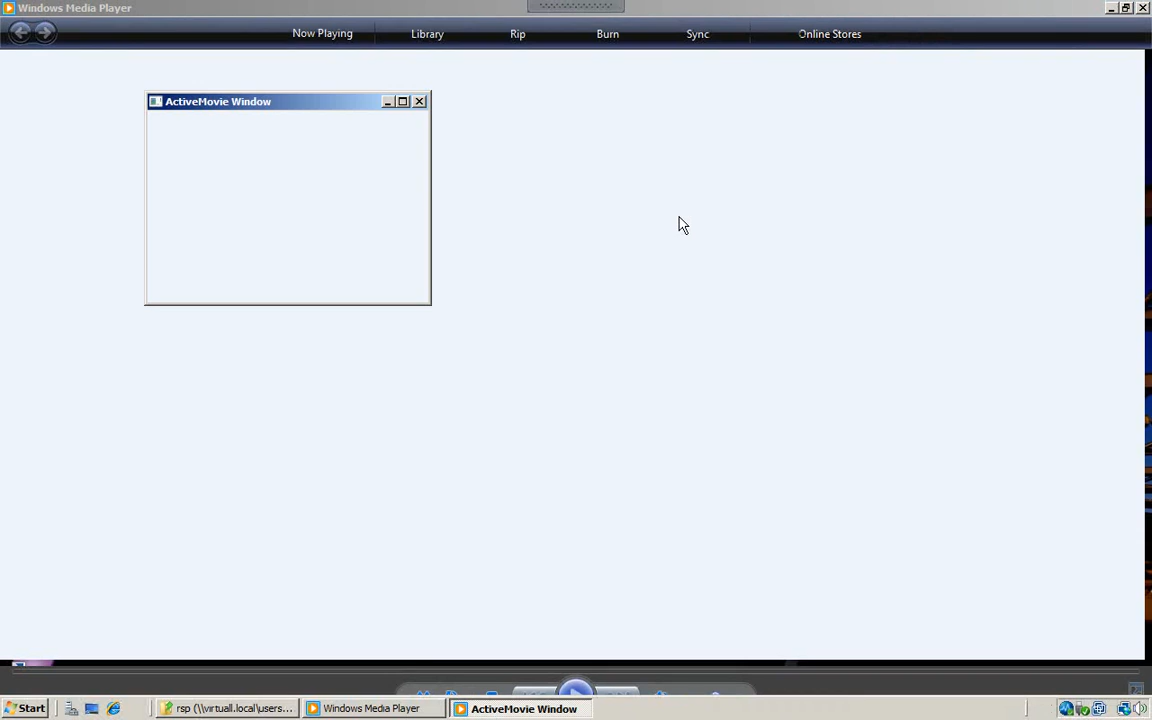 Windows Media Player
Now Playing Library Rip Burn Sync Online Stores
ActiveMovie Window
Start rsp (\\virtuall.local\users... Windows Media Player ActiveMovie Window